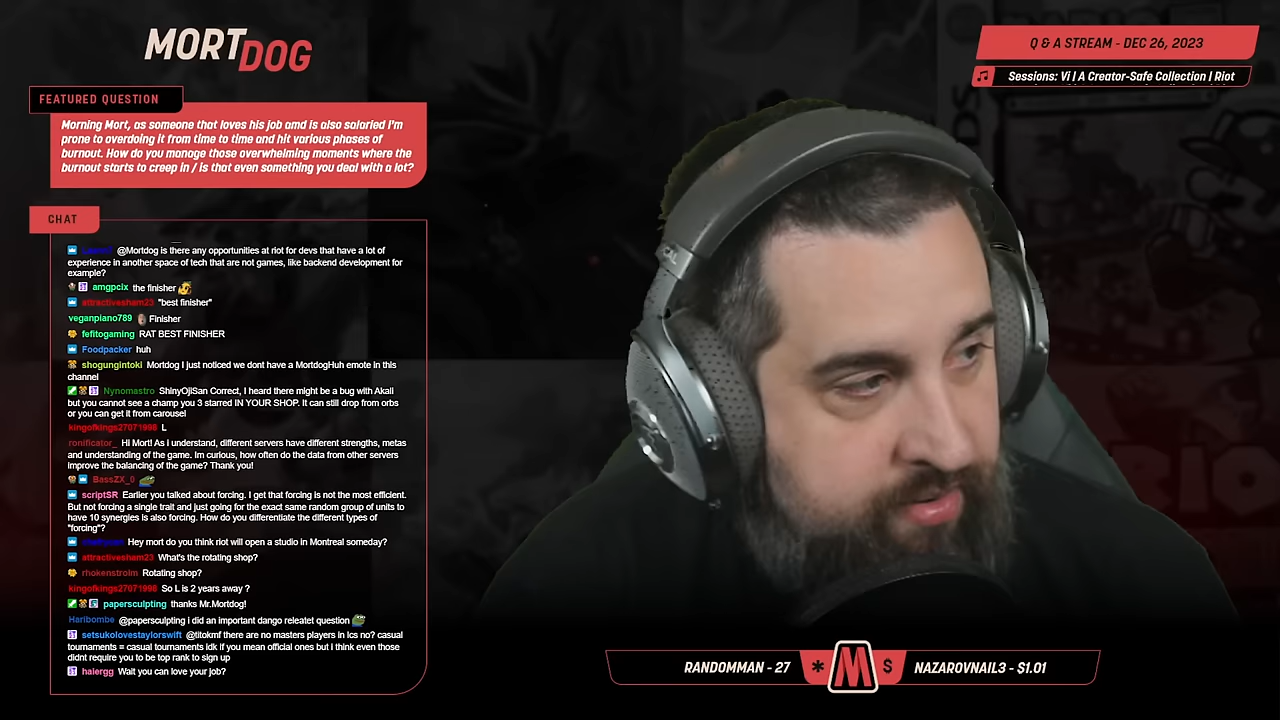 MORTDOG
Q & A STREAM - DEC 26, 2023
Sessions: Vi | A Creator-Safe Collection | Riot
FEATURED QUESTION
Morning Mort, as someone that loves his job amd is also salaried I'm
prone to overdoing it from time to time and hit various phases of
burnout. How do you manage those overwhelming moments where the
burnout starts to creep in / is that even something you deal with a lot?
CHAT
@Mortdog is there any opportunities at riot for devs that have a lot of
experience in another space of tech that are not games, like backend development for
example?
amgpcix the finisher
attractivesham23 "best finisher"
veganpiano789 Finisher
fefitogaming RAT BEST FINISHER
Foodpacker huh
shogungintoki Mortdog I just noticed we dont have a MortdogHuh emote in this
channel
Nynomastro ShinyOjiSan Correct, I heard there might be a bug with Akali
but you cannot see a champ you 3 starred IN YOUR SHOP. It can still drop from orbs
or you can get it from carousel
kingofkings27071998 L
ronificator_ Hi Mort! As I understand, different servers have different strengths, metas
and understanding of the game. Im curious, how often do the data from other servers
improve the balancing of the game? Thank you!
BassZX_0
scriptSR Earlier you talked about forcing. I get that forcing is not the most efficient.
But not forcing a single trait and just going for the exact same random group of units to
have 10 synergies is also forcing. How do you differentiate the different types of
"forcing"?
Hey mort do you think riot will open a studio in Montreal someday?
attractivesham23 What's the rotating shop?
rhokenstrolm Rotating shop?
kingofkings27071998 So L is 2 years away ?
papersculpting thanks Mr.Mortdog!
Haribombe @papersculpting i did an important dango releatet question
setsukolovestaylorswift @titokmf there are no masters players in lcs no? casual
tournaments = casual tournaments idk if you mean official ones but i think even those
didnt require you to be top rank to sign up
halergg Wait you can love your job?
RANDOMMAN - 27 * M $ NAZAROVNAIL3 - $1.01